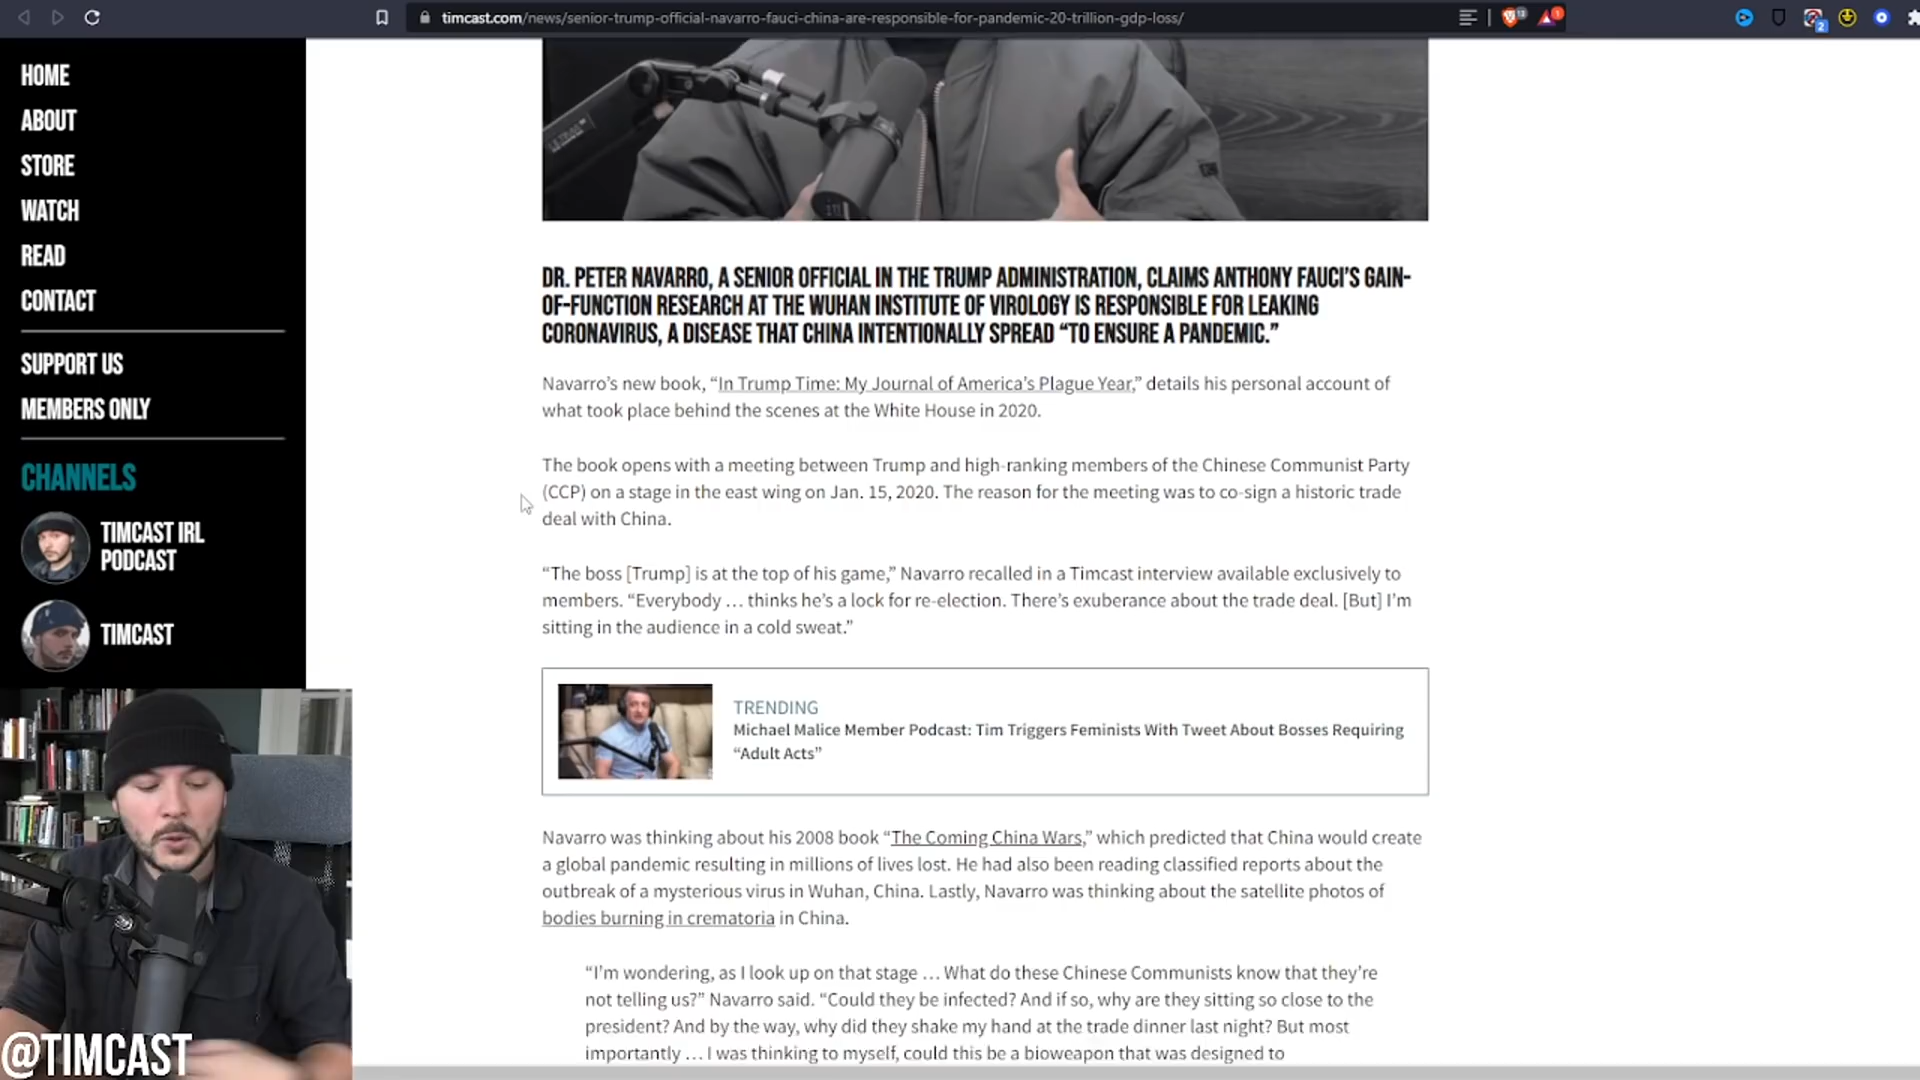 timcast.com/news/senior-trump-official-navarro-fauci-china-are-responsible-for-pandemic-20-trillion-gdp-loss/
HOME
ABOUT
STORE
WATCH
READ
CONTACT
SUPPORT US
MEMBERS ONLY
CHANNELS
TIMCAST IRL
PODCAST
TIMCAST
@TIMCAST
DR. PETER NAVARRO, A SENIOR OFFICIAL IN THE TRUMP ADMINISTRATION, CLAIMS ANTHONY FAUCI’S GAIN-
OF-FUNCTION RESEARCH AT THE WUHAN INSTITUTE OF VIROLOGY IS RESPONSIBLE FOR LEAKING
CORONAVIRUS, A DISEASE THAT CHINA INTENTIONALLY SPREAD “TO ENSURE A PANDEMIC.”
Navarro’s new book, “In Trump Time: My Journal of America’s Plague Year,” details his personal account of
what took place behind the scenes at the White House in 2020.
The book opens with a meeting between Trump and high-ranking members of the Chinese Communist Party
(CCP) on a stage in the east wing on Jan. 15, 2020. The reason for the meeting was to co-sign a historic trade
deal with China.
“The boss [Trump] is at the top of his game,” Navarro recalled in a Timcast interview available exclusively to
members. “Everybody … thinks he’s a lock for re-election. There’s exuberance about the trade deal. [But] I’m
sitting in the audience in a cold sweat.”
TRENDING
Michael Malice Member Podcast: Tim Triggers Feminists With Tweet About Bosses Requiring
“Adult Acts”
Navarro was thinking about his 2008 book “The Coming China Wars,” which predicted that China would create
a global pandemic resulting in millions of lives lost. He had also been reading classified reports about the
outbreak of a mysterious virus in Wuhan, China. Lastly, Navarro was thinking about the satellite photos of
bodies burning in crematoria in China.
“I’m wondering, as I look up on that stage … What do these Chinese Communists know that they’re
not telling us?” Navarro said. “Could they be infected? And if so, why are they sitting so close to the
president? And by the way, why did they shake my hand at the trade dinner last night? But most
importantly … I was thinking to myself, could this be a bioweapon that was designed to